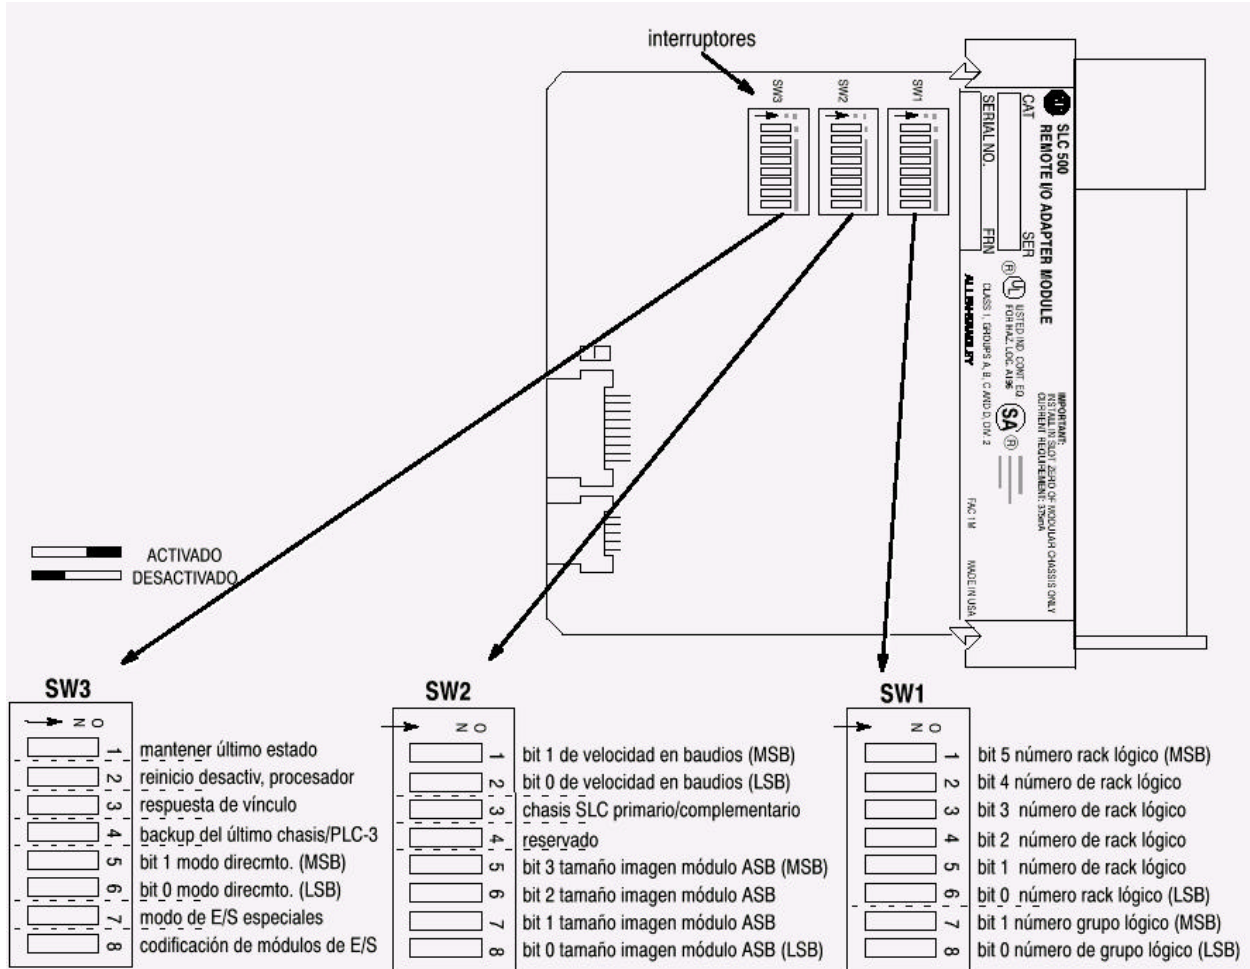 interruptores
SW3
SW2
SW1
SLC 500
REMOTE I/O ADAPTER MODULE
CAT
SER
SERIAL NO.
FRN
UL
LISTED IND. CONT. EQ.
FOR HAZ. LOC. A196
SA
CLASS 1, GROUPS A, B, C AND D, DIV. 2
ALLEN-BRADLEY
IMPORTANT:
INSTALL IN SLOT ZERO OF MODULAR CHASSIS ONLY
CURRENT REQUIREMENT: 375mA
FAC 1M
MADE IN USA
ACTIVADO
DESACTIVADO
SW3
O N
1 mantener último estado
2 reinicio desactiv, procesador
3 respuesta de vínculo
4 backup del último chasis/PLC-3
5 bit 1 modo direcmto. (MSB)
6 bit 0 modo direcmto. (LSB)
7 modo de E/S especiales
8 codificación de módulos de E/S
SW2
O N
1 bit 1 de velocidad en baudios (MSB)
2 bit 0 de velocidad en baudios (LSB)
3 chasis SLC primario/complementario
4 reservado
5 bit 3 tamaño imagen módulo ASB (MSB)
6 bit 2 tamaño imagen módulo ASB
7 bit 1 tamaño imagen módulo ASB
8 bit 0 tamaño imagen módulo ASB (LSB)
SW1
O N
1 bit 5 número rack lógico (MSB)
2 bit 4 número de rack lógico
3 bit 3 número de rack lógico
4 bit 2 número de rack lógico
5 bit 1 número de rack lógico
6 bit 0 número rack lógico (LSB)
7 bit 1 número grupo lógico (MSB)
8 bit 0 número de grupo lógico (LSB)